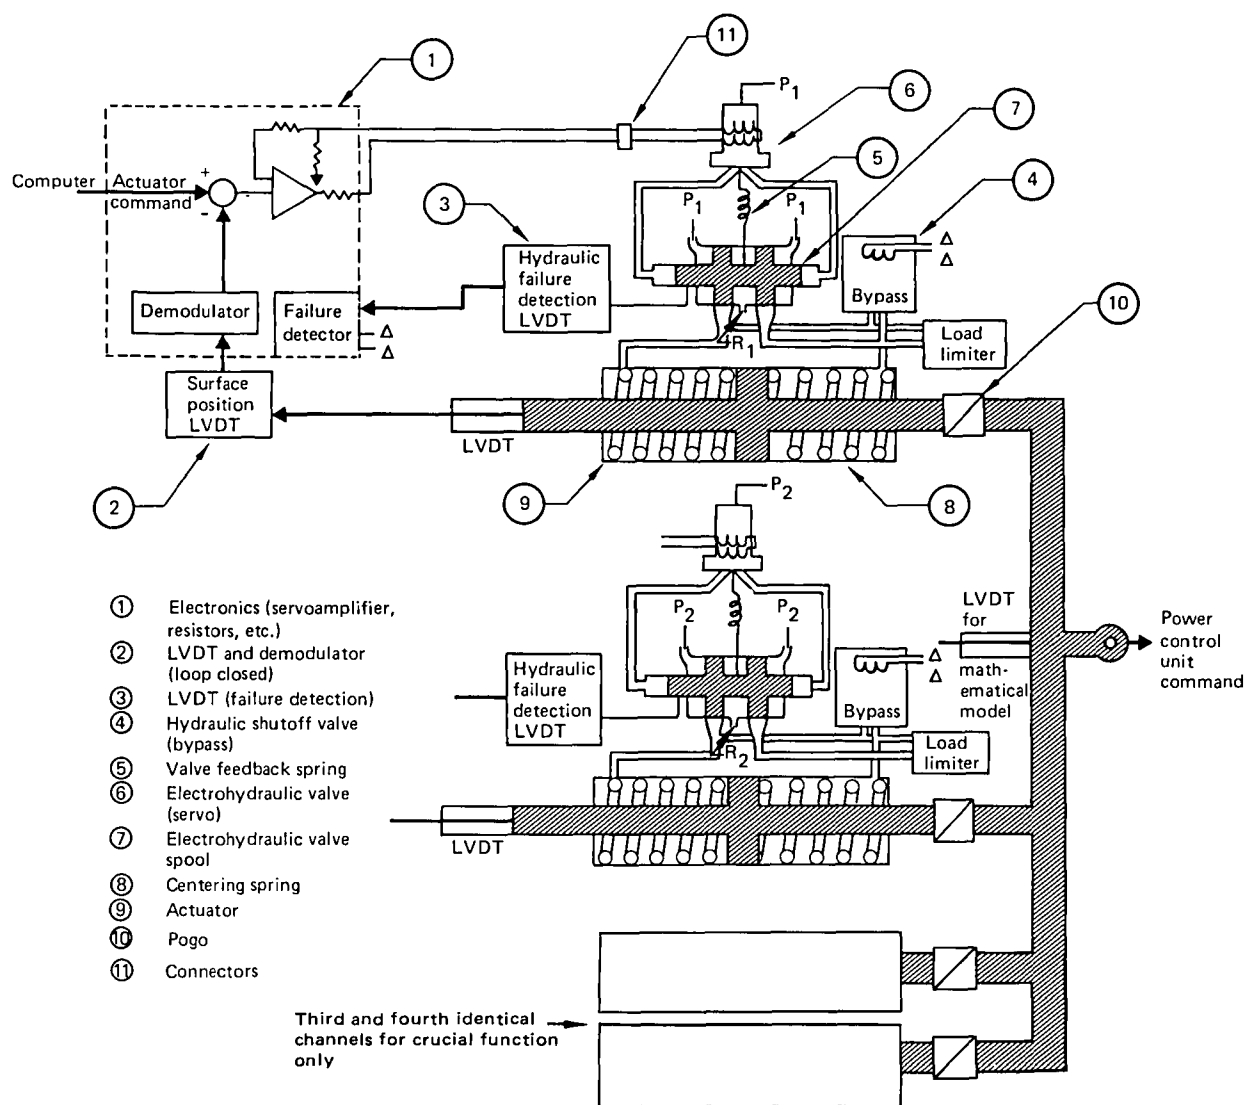 11
1
P1
6
7
Computer
Actuator
command
+
-
-
5
3
P1
P1
4
Δ
Δ
Hydraulic
failure
detection
LVDT
Bypass
Demodulator
Failure
detector
Δ
Δ
10
R1
Load
limiter
Surface
position
LVDT
LVDT
2
9
8
P2
P2
P2
LVDT
for
math-
ematical
model
Power
control
unit
command
Hydraulic
failure
detection
LVDT
Δ
Δ
Bypass
R2
Load
limiter
LVDT
1 Electronics (servoamplifier,
resistors, etc.)
2 LVDT and demodulator
(loop closed)
3 LVDT (failure detection)
4 Hydraulic shutoff valve
(bypass)
5 Valve feedback spring
6 Electrohydraulic valve
(servo)
7 Electrohydraulic valve
spool
8 Centering spring
9 Actuator
10 Pogo
11 Connectors
Third and fourth identical
channels for crucial function
only